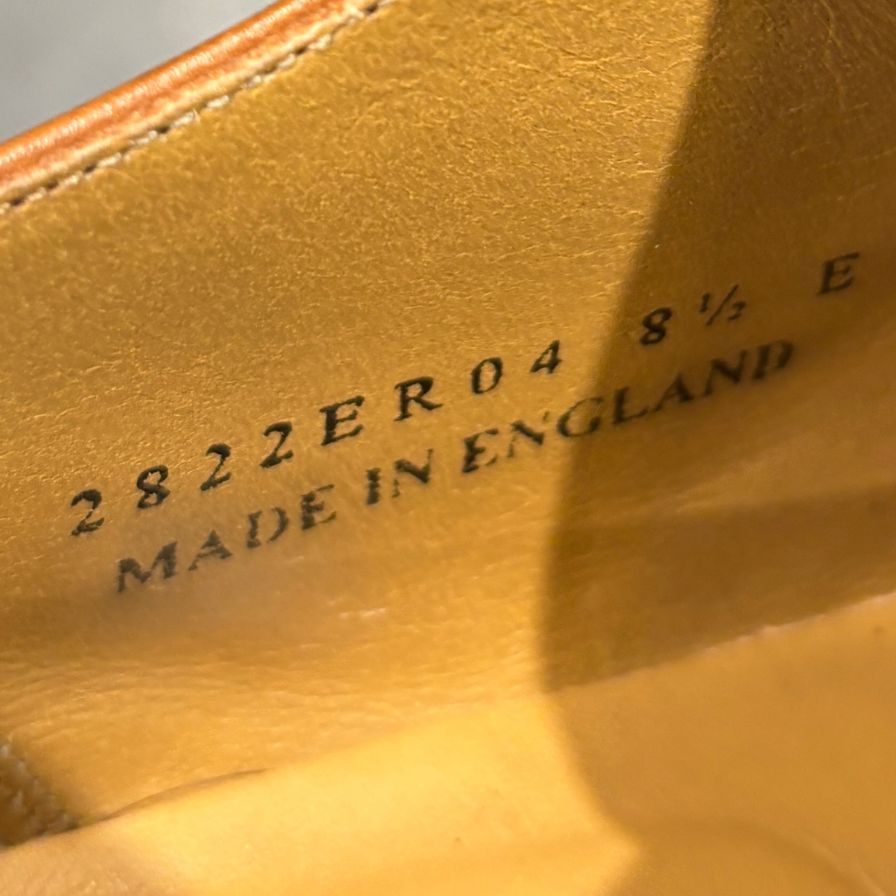 2822ER04 8½ E
MADE IN ENGLAND